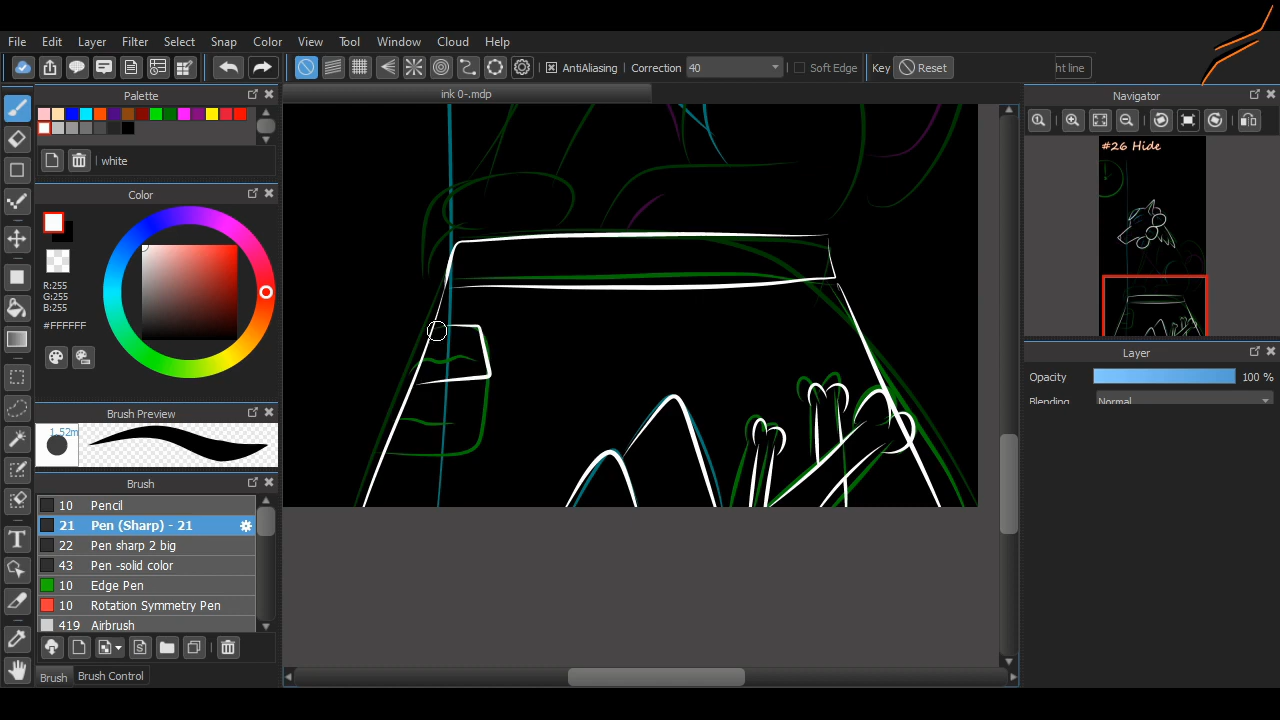 File Edit Layer Filter Select Snap Color View Tool Window Cloud Help
AntiAliasing Correction 40 Soft Edge Key Reset ht line
Palette
ink 0-.mdp
Navigator
white
#26 Hide
Color
R:255
G:255
B:255
#FFFFFF
Layer
Opacity 100 %
Blending Normal
Brush Preview
1.52m
Brush
10 Pencil
21 Pen (Sharp) - 21
22 Pen sharp 2 big
43 Pen -solid color
10 Edge Pen
10 Rotation Symmetry Pen
419 Airbrush
Brush Brush Control